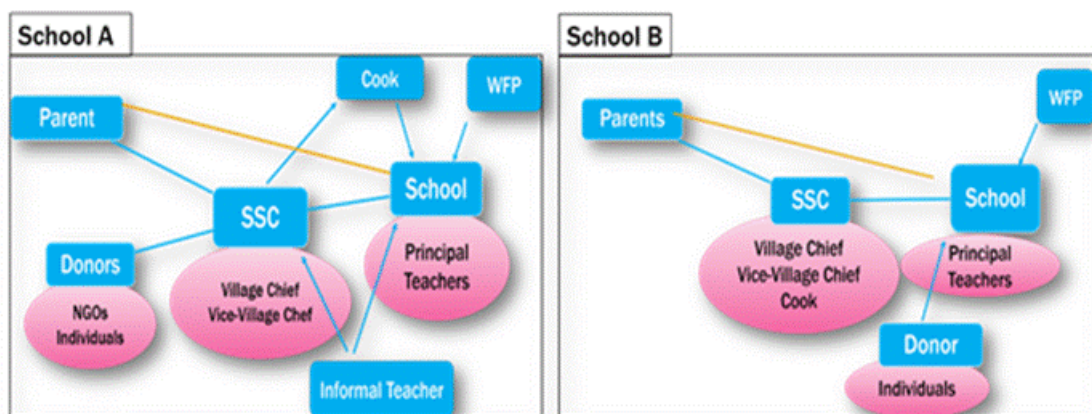 School A
Cook
WFP
Parent
School
SSC
Principal
Teachers
Donors
Village Chief
Vice-Village Chef
NGOs
Individuals
Informal Teacher
School B
WFP
Parents
School
SSC
Village Chief
Vice-Village Chief
Cook
Principal
Teachers
Donor
Individuals